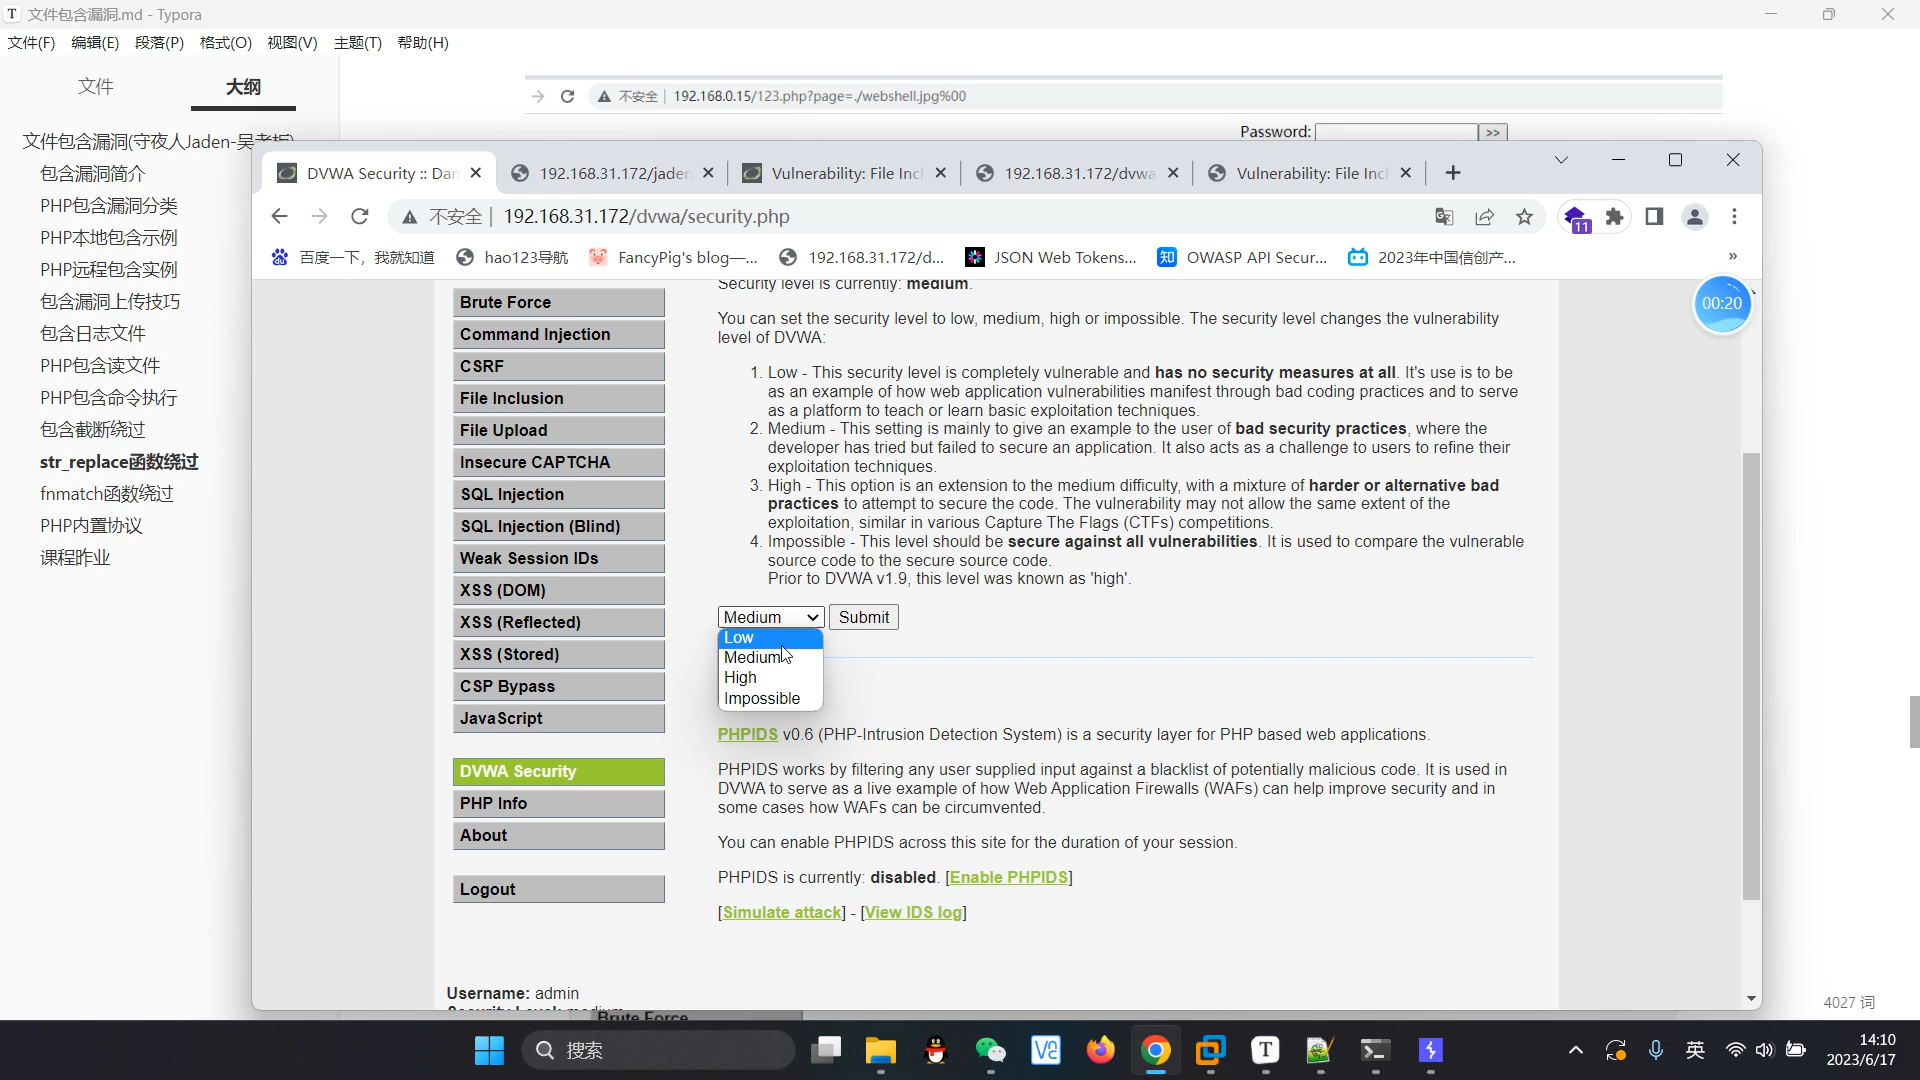 文件包含漏洞.md - Typora
文件(F) 编辑(E) 段落(P) 格式(O) 视图(V) 主题(T) 帮助(H)
文件 大纲
不安全 192.168.0.15/123.php?page=./webshell.jpg%00
Password: >>
文件包含漏洞(守夜人Jaden-吴老板)
包含漏洞简介
PHP包含漏洞分类
PHP本地包含示例
PHP远程包含实例
包含漏洞上传技巧
包含日志文件
PHP包含读文件
PHP包含命令执行
包含截断绕过
str_replace函数绕过
fnmatch函数绕过
PHP内置协议
课程昨业
DVWA Security :: Dan 192.168.31.172/jaden Vulnerability: File Incl 192.168.31.172/dvwa Vulnerability: File Incl
不安全 192.168.31.172/dvwa/security.php
11
百度一下，我就知道 hao123导航 FancyPig's blog—... 192.168.31.172/d... JSON Web Tokens... 知 OWASP API Secur... 2023年中国信创产... »
00:20
Brute Force
Command Injection
CSRF
File Inclusion
File Upload
Insecure CAPTCHA
SQL Injection
SQL Injection (Blind)
Weak Session IDs
XSS (DOM)
XSS (Reflected)
XSS (Stored)
CSP Bypass
JavaScript
DVWA Security
PHP Info
About
Logout
Security level is currently: medium.
You can set the security level to low, medium, high or impossible. The security level changes the vulnerability
level of DVWA:
1. Low - This security level is completely vulnerable and has no security measures at all. It's use is to be
as an example of how web application vulnerabilities manifest through bad coding practices and to serve
as a platform to teach or learn basic exploitation techniques.
2. Medium - This setting is mainly to give an example to the user of bad security practices, where the
developer has tried but failed to secure an application. It also acts as a challenge to users to refine their
exploitation techniques.
3. High - This option is an extension to the medium difficulty, with a mixture of harder or alternative bad
practices to attempt to secure the code. The vulnerability may not allow the same extent of the
exploitation, similar in various Capture The Flags (CTFs) competitions.
4. Impossible - This level should be secure against all vulnerabilities. It is used to compare the vulnerable
source code to the secure source code.
Prior to DVWA v1.9, this level was known as 'high'.
Medium Submit
Low
Medium
High
Impossible
PHPIDS v0.6 (PHP-Intrusion Detection System) is a security layer for PHP based web applications.
PHPIDS works by filtering any user supplied input against a blacklist of potentially malicious code. It is used in
DVWA to serve as a live example of how Web Application Firewalls (WAFs) can help improve security and in
some cases how WAFs can be circumvented.
You can enable PHPIDS across this site for the duration of your session.
PHPIDS is currently: disabled. [Enable PHPIDS]
[Simulate attack] - [View IDS log]
Username: admin
Security Level: medium
Brute Force
4027 词
搜索
英
14:10
2023/6/17